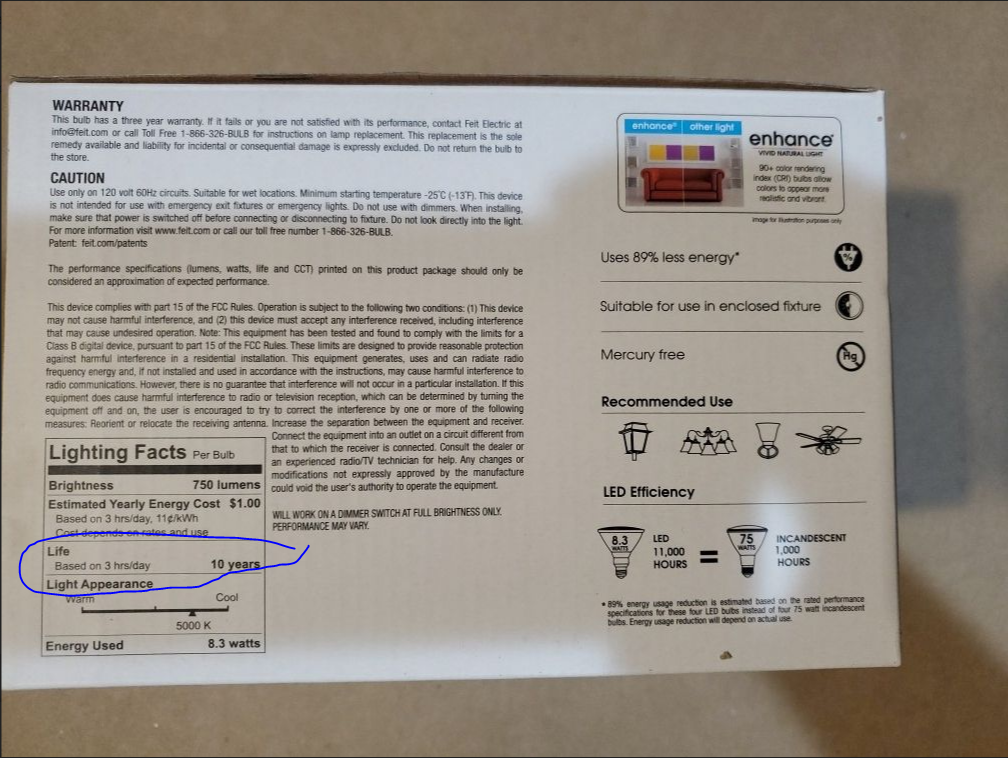 WARRANTY
This bulb has a three year warranty. If it fails or you are not satisfied with its performance, contact Feit Electric at
info@feit.com or call Toll Free 1-866-326-BULB for instructions on lamp replacement. This replacement is the sole
remedy available and liability for incidental or consequential damage is expressly excluded. Do not return the bulb to
the store.
CAUTION
Use only on 120 volt 60Hz circuits. Suitable for wet locations. Minimum starting temperature -25°C (-13°F). This device
is not intended for use with emergency exit fixtures or emergency lights. Do not use with dimmers. When installing,
make sure that power is switched off before connecting or disconnecting to fixture. Do not look directly into the light.
For more information visit www.feit.com or call our toll free number 1-866-326-BULB.
Patent: feit.com/patents
The performance specifications (lumens, watts, life and CCT) printed on this product package should only be
considered an approximation of expected performance.
This device complies with part 15 of the FCC Rules. Operation is subject to the following two conditions: (1) This device
may not cause harmful interference, and (2) this device must accept any interference received, including interference
that may cause undesired operation. Note: This equipment has been tested and found to comply with the limits for a
Class B digital device, pursuant to part 15 of the FCC Rules. These limits are designed to provide reasonable protection
against harmful interference in a residential installation. This equipment generates, uses and can radiate radio
frequency energy and, if not installed and used in accordance with the instructions, may cause harmful interference to
radio communications. However, there is no guarantee that interference will not occur in a particular installation. If this
equipment does cause harmful interference to radio or television reception, which can be determined by turning the
equipment off and on, the user is encouraged to try to correct the interference by one or more of the following
measures: Reorient or relocate the receiving antenna. Increase the separation between the equipment and receiver.
Connect the equipment into an outlet on a circuit different from
that to which the receiver is connected. Consult the dealer or
an experienced radio/TV technician for help. Any changes or
modifications not expressly approved by the manufacture
could void the user's authority to operate the equipment.
WILL WORK ON A DIMMER SWITCH AT FULL BRIGHTNESS ONLY.
PERFORMANCE MAY VARY.
Lighting Facts Per Bulb
Brightness 750 lumens
Estimated Yearly Energy Cost $1.00
Based on 3 hrs/day, 11¢/kWh
Cost depends on rates and use
Life
Based on 3 hrs/day 10 years
Light Appearance
Warm Cool
5000 K
Energy Used 8.3 watts
enhance® other light
enhance®
VIVID NATURAL LIGHT
90+ color rendering
index (CRI) bulbs allow
colors to appear more
realistic and vibrant.
Image for illustration purposes only
Uses 89% less energy*
%
Suitable for use in enclosed fixture
Mercury free
Hg
Recommended Use
LED Efficiency
8.3
WATTS
LED
11,000
HOURS
=
75
WATTS
INCANDESCENT
1,000
HOURS
* 89% energy usage reduction is estimated based on the rated performance
specifications for these four LED bulbs instead of four 75 watt incandescent
bulbs. Energy usage reduction will depend on actual use.